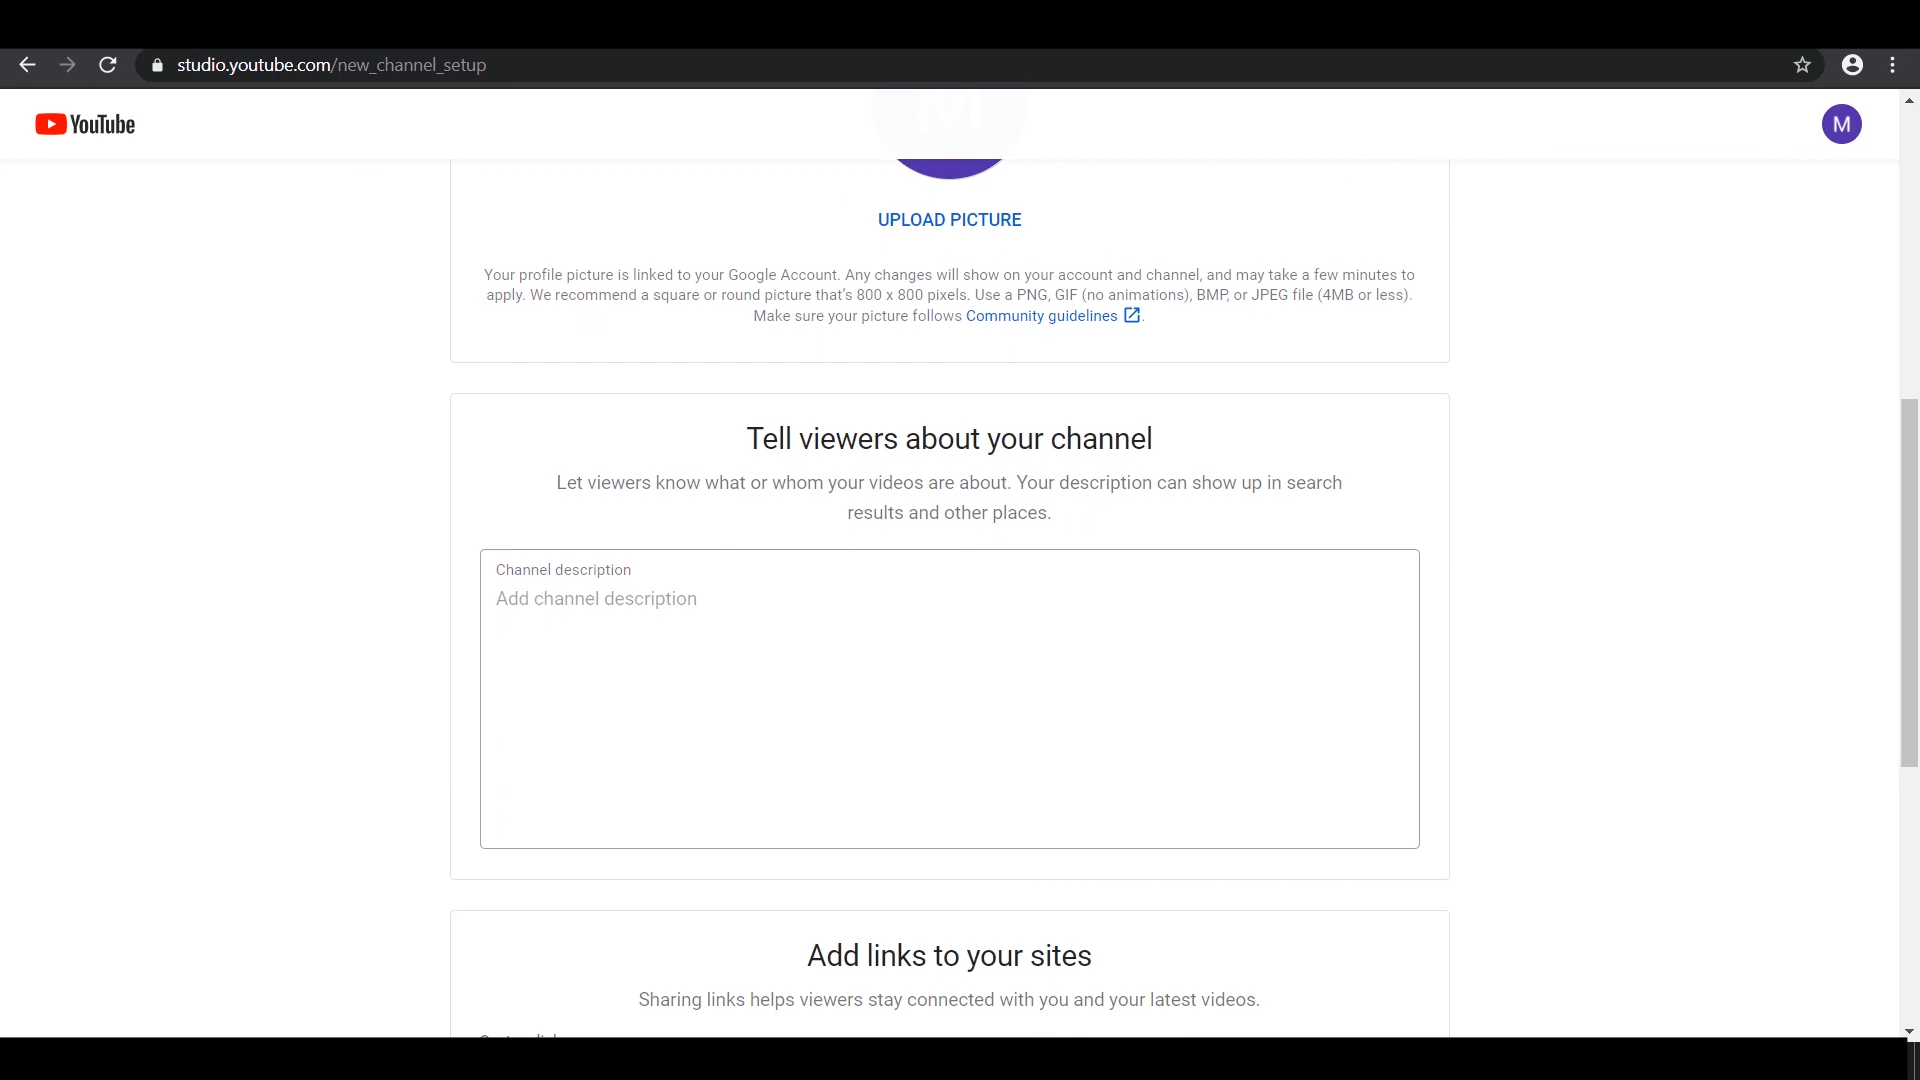 studio.youtube.com/new_channel_setup
YouTube
M
UPLOAD PICTURE
Your profile picture is linked to your Google Account. Any changes will show on your account and channel, and may take a few minutes to
apply. We recommend a square or round picture that's 800 x 800 pixels. Use a PNG, GIF (no animations), BMP, or JPEG file (4MB or less).
Make sure your picture follows Community guidelines.
Tell viewers about your channel
Let viewers know what or whom your videos are about. Your description can show up in search
results and other places.
Channel description
Add channel description
Add links to your sites
Sharing links helps viewers stay connected with you and your latest videos.